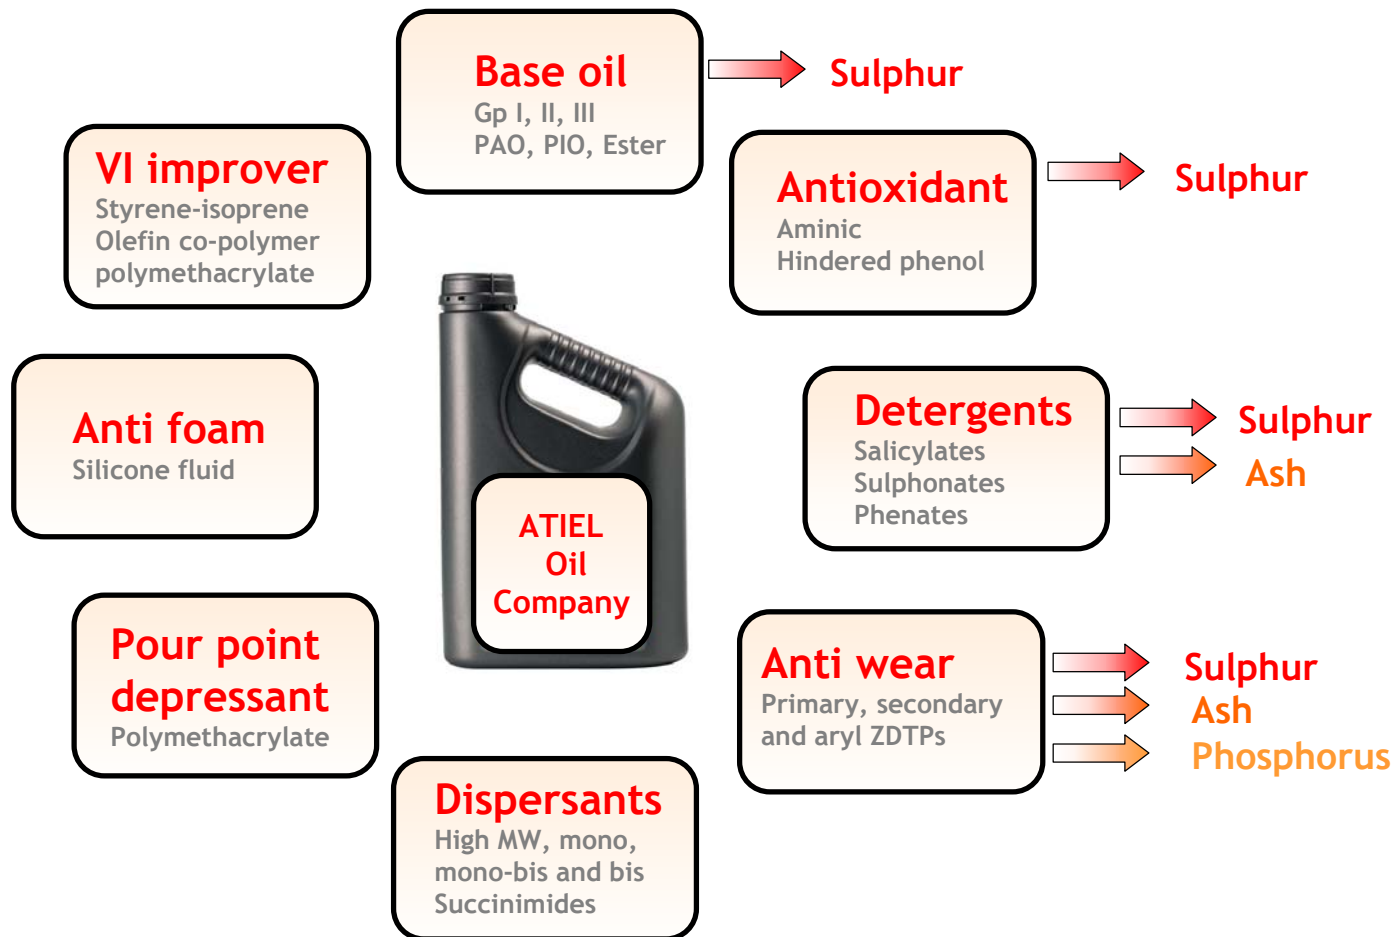 Base oil
Gp I, II, III
PAO, PIO, Ester
Sulphur
VI improver
Styrene-isoprene
Olefin co-polymer
polymethacrylate
Antioxidant
Aminic
Hindered phenol
Sulphur
Anti foam
Silicone fluid
Detergents
Salicylates
Sulphonates
Phenates
Sulphur
Ash
ATIEL
Oil
Company
Pour point
depressant
Polymethacrylate
Anti wear
Primary, secondary
and aryl ZDTPs
Sulphur
Ash
Phosphorus
Dispersants
High MW, mono,
mono-bis and bis
Succinimides